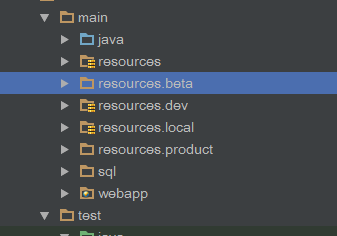 main
java
resources
resources.beta
resources.dev
resources.local
resources.product
sql
webapp
test